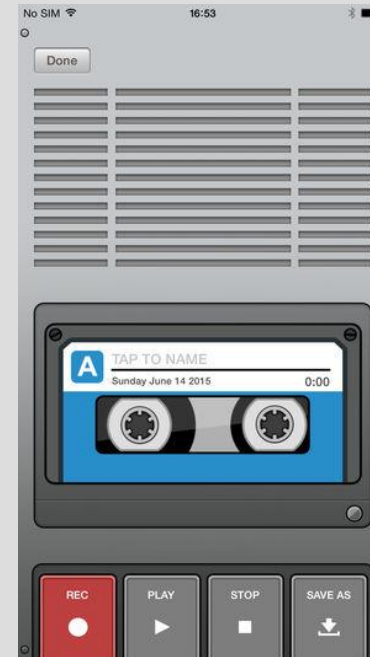 No SIM 16:53
Done
A TAP TO NAME
Sunday June 14 2015 0:00
REC PLAY STOP SAVE AS